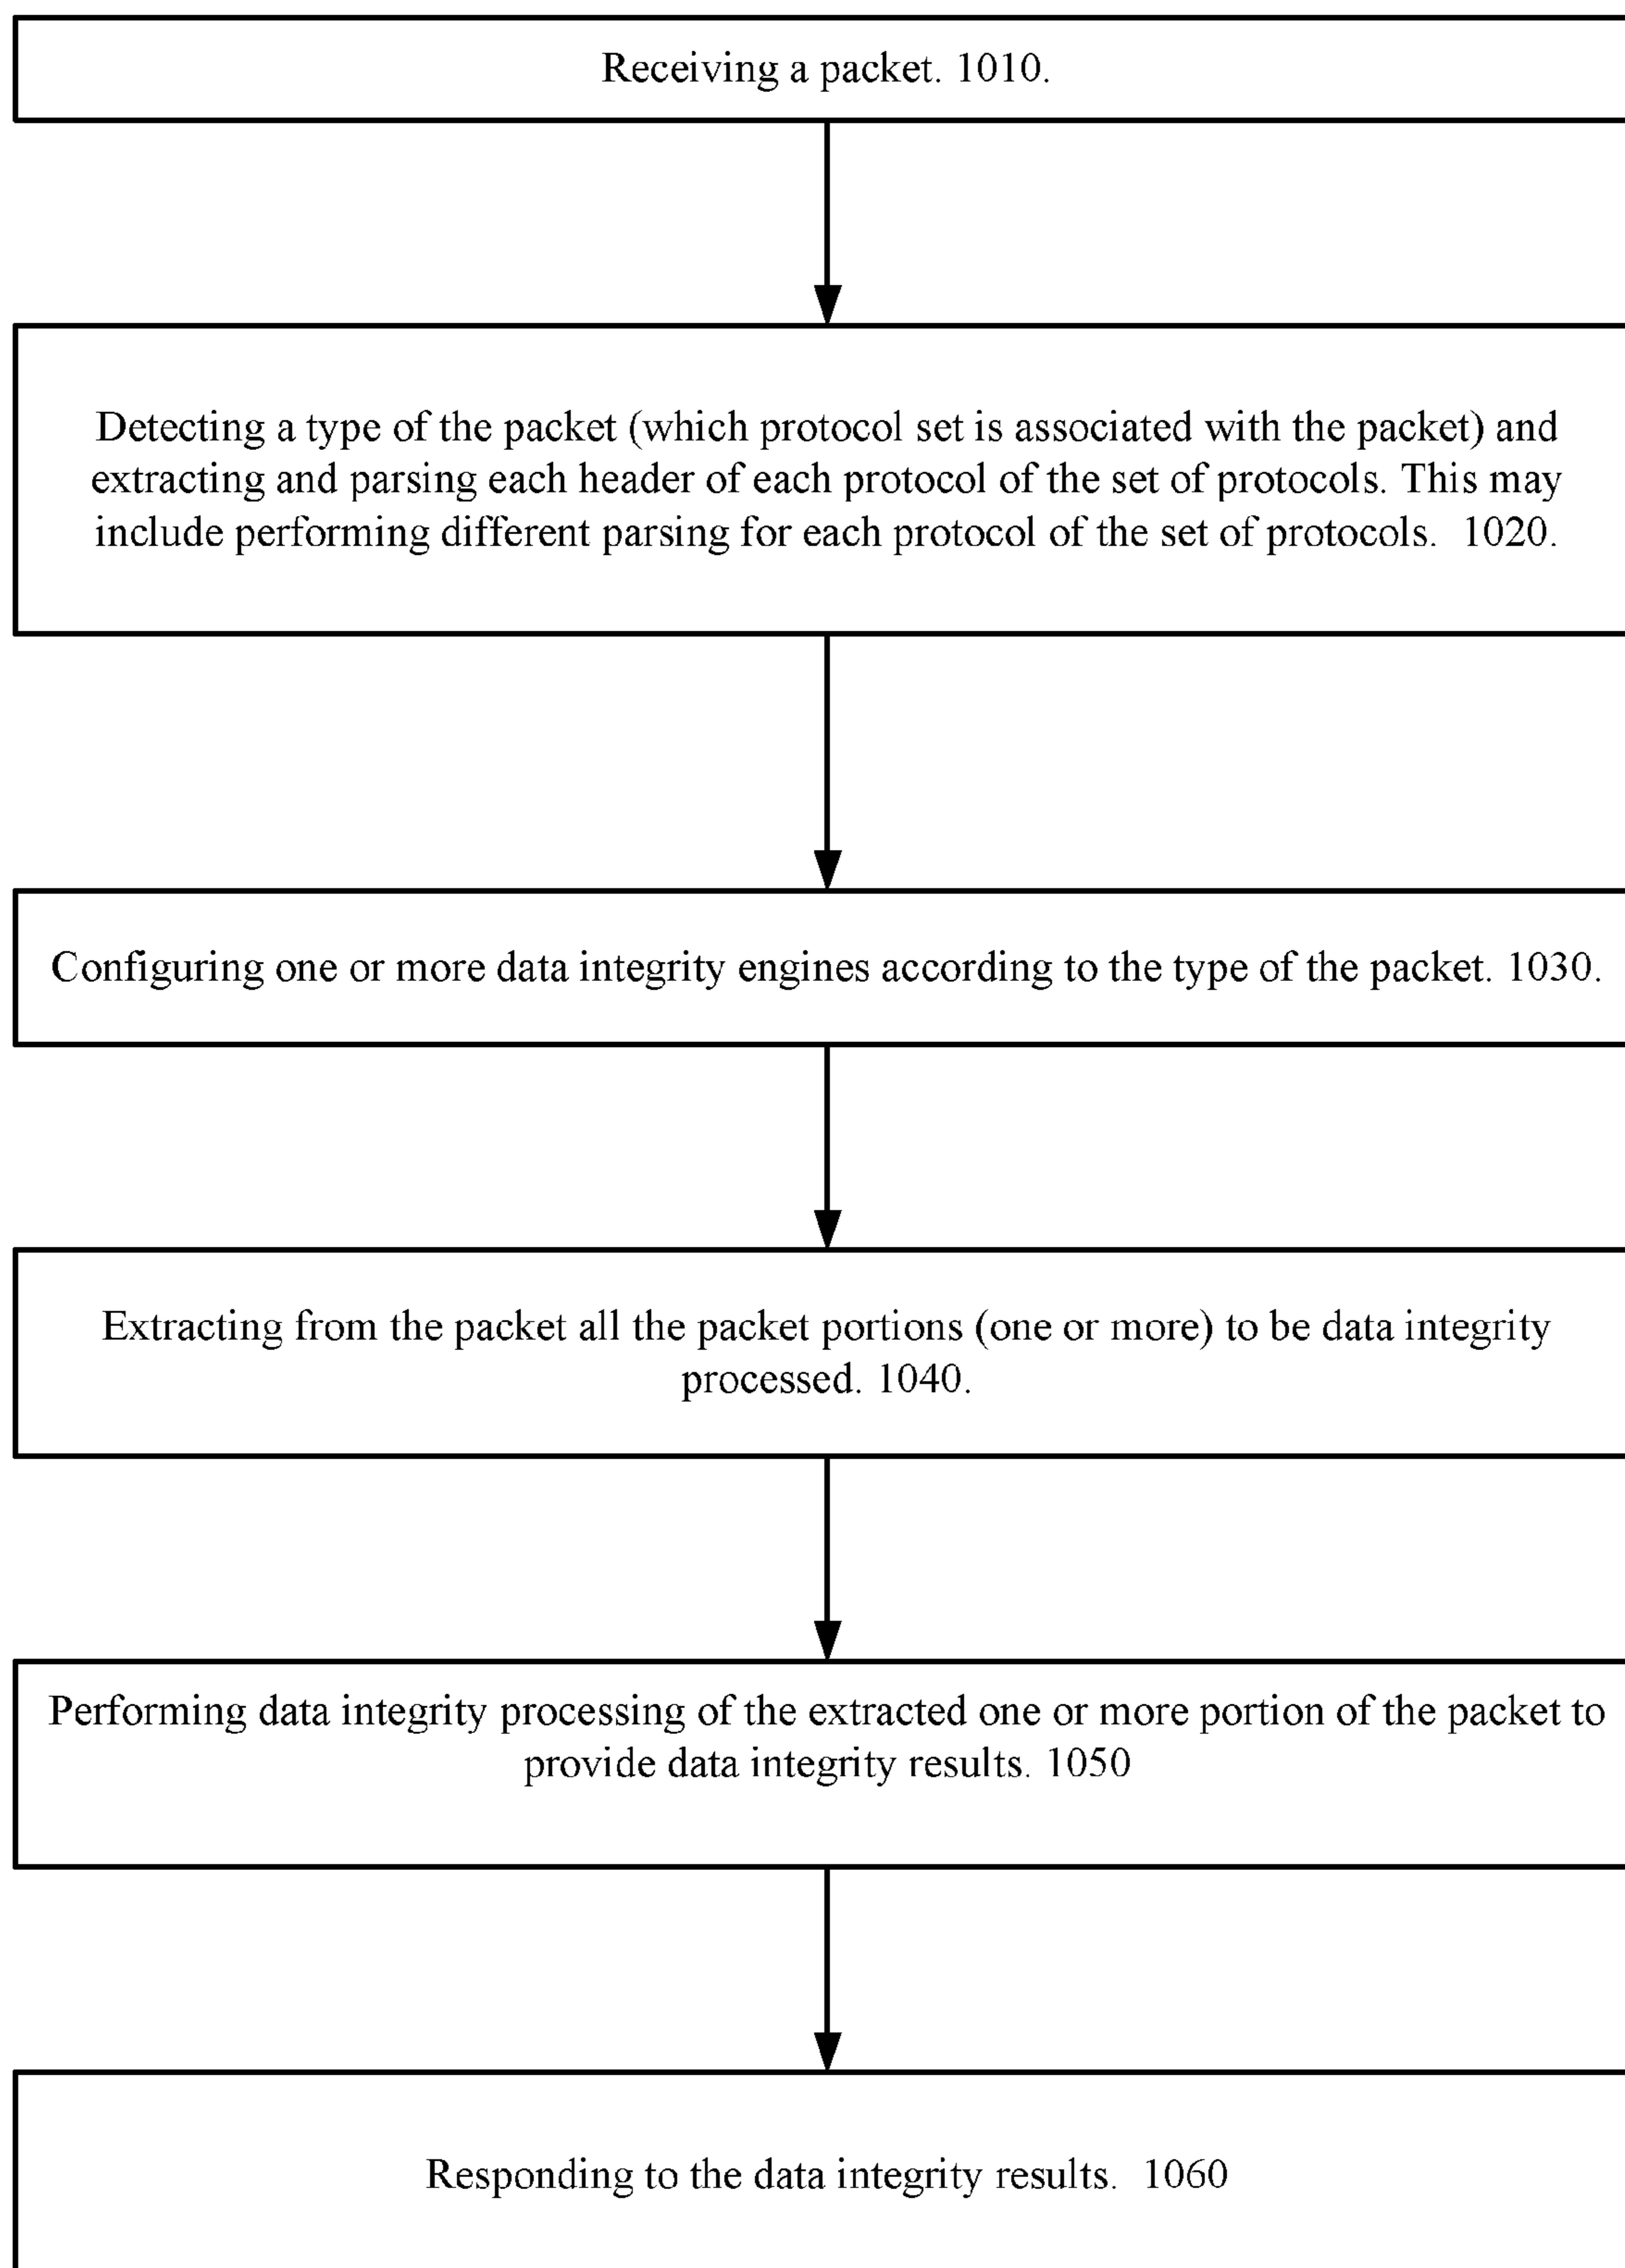 Receiving a packet. 1010.
Detecting a type of the packet (which protocol set is associated with the packet) and
extracting and parsing each header of each protocol of the set of protocols. This may
include performing different parsing for each protocol of the set of protocols.  1020.
Configuring one or more data integrity engines according to the type of the packet. 1030.
Extracting from the packet all the packet portions (one or more) to be data integrity
processed. 1040.
Performing data integrity processing of the extracted one or more portion of the packet to
provide data integrity results. 1050
Responding to the data integrity results.  1060